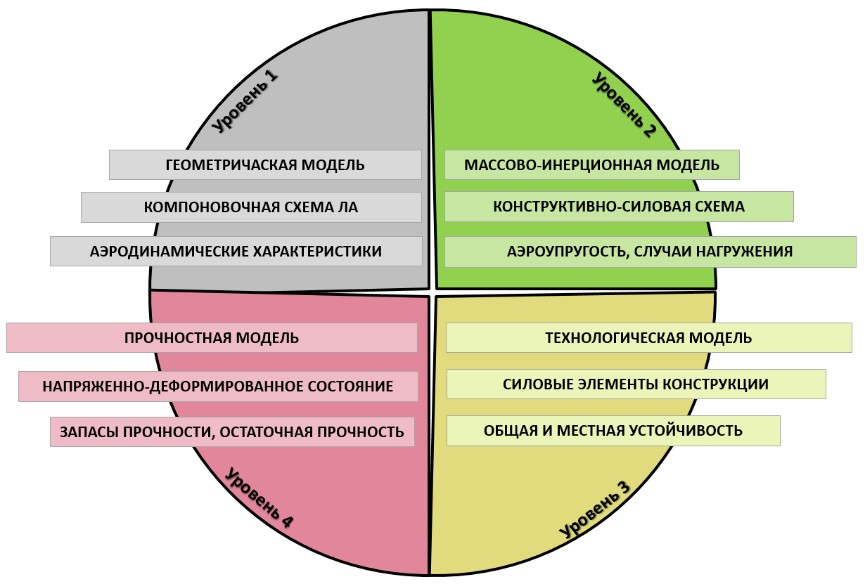 Уровень 1
ГЕОМЕТРИЧАСКАЯ МОДЕЛЬ
КОМПОНОВОЧНАЯ СХЕМА ЛА
АЭРОДИНАМИЧЕСКИЕ ХАРАКТЕРИСТИКИ
Уровень 2
МАССОВО-ИНЕРЦИОННАЯ МОДЕЛЬ
КОНСТРУКТИВНО-СИЛОВАЯ СХЕМА
АЭРОУПРУГОСТЬ, СЛУЧАИ НАГРУЖЕНИЯ
ТЕХНОЛОГИЧЕСКАЯ МОДЕЛЬ
СИЛОВЫЕ ЭЛЕМЕНТЫ КОНСТРУКЦИИ
ОБЩАЯ И МЕСТНАЯ УСТОЙЧИВОСТЬ
Уровень 3
ПРОЧНОСТНАЯ МОДЕЛЬ
НАПРЯЖЕННО-ДЕФОРМИРОВАННОЕ СОСТОЯНИЕ
ЗАПАСЫ ПРОЧНОСТИ, ОСТАТОЧНАЯ ПРОЧНОСТЬ
Уровень 4